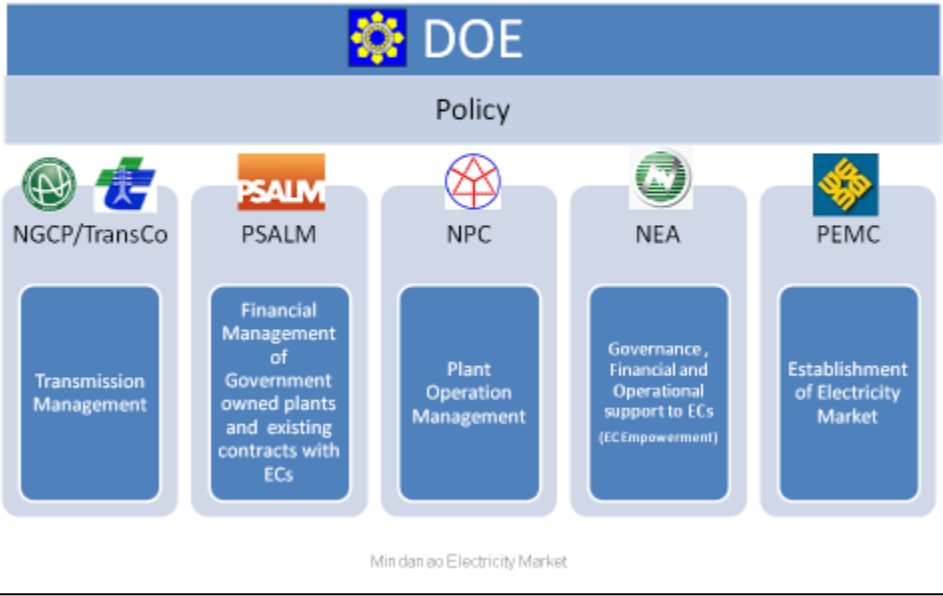 DOE
Policy
NGCP/TransCo
PSALM
PSALM
NPC
NEA
PEMC
Transmission
Management
Financial
Management
of
Government
owned plants
and existing
contracts with
ECs
Plant
Operation
Management
Governance,
Financial and
Operational
support to ECs
(EC Empowerment)
Establishment
of Electricity
Market
Mindanao Electricity Market